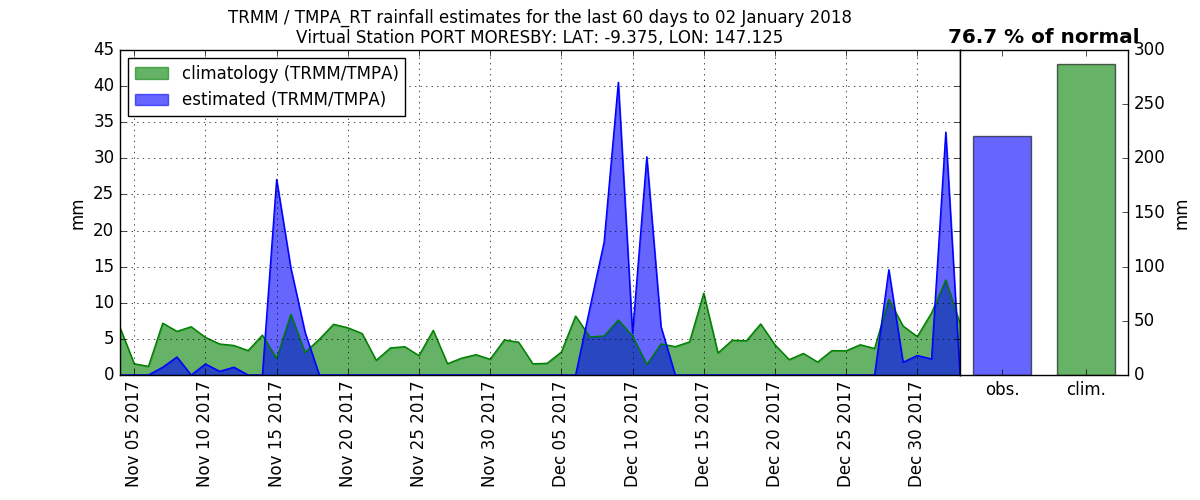 TRMM / TMPA_RT rainfall estimates for the last 60 days to 02 January 2018
Virtual Station PORT MORESBY: LAT: -9.375, LON: 147.125
76.7 % of normal
climatology (TRMM/TMPA)
estimated (TRMM/TMPA)
mm
45
40
35
30
25
20
15
10
5
0
Nov 05 2017
Nov 10 2017
Nov 15 2017
Nov 20 2017
Nov 25 2017
Nov 30 2017
Dec 05 2017
Dec 10 2017
Dec 15 2017
Dec 20 2017
Dec 25 2017
Dec 30 2017
obs.
clim.
300
250
200
150
100
50
0
mm